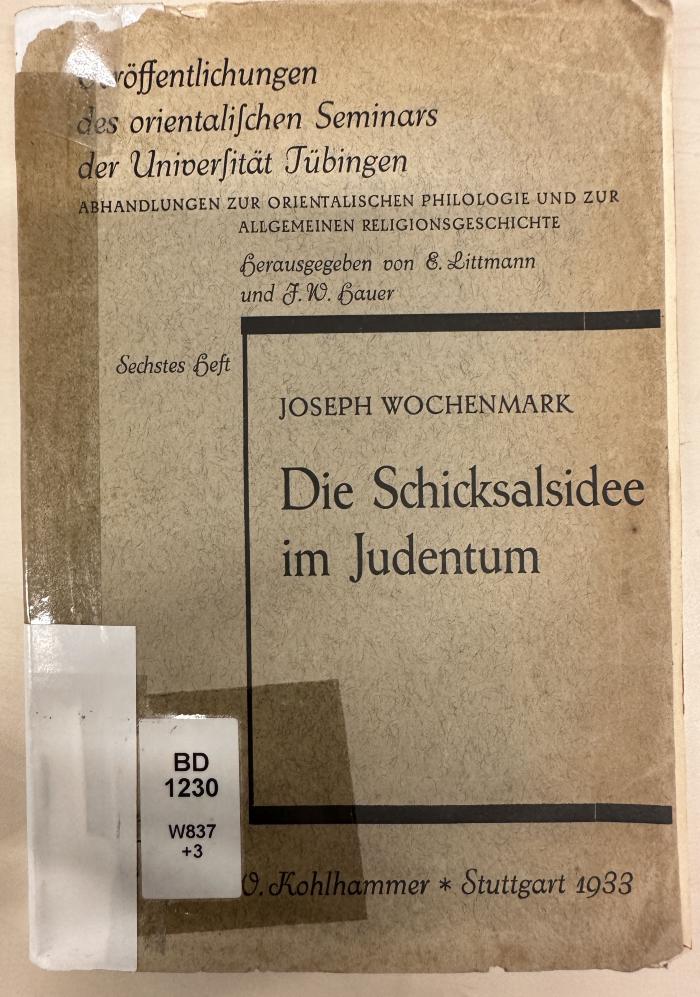 Veröffentlichungen
des orientaliſchen Seminars
der Univerſität Tübingen
ABHANDLUNGEN ZUR ORIENTALISCHEN PHILOLOGIE UND ZUR
ALLGEMEINEN RELIGIONSGESCHICHTE
Herausgegeben von E. Littmann
und J. W. Hauer
Sechstes Heft
JOSEPH WOCHENMARK
Die Schicksalsidee
im Judentum
BD
1230
W837
+3
W. Kohlhammer * Stuttgart 1933